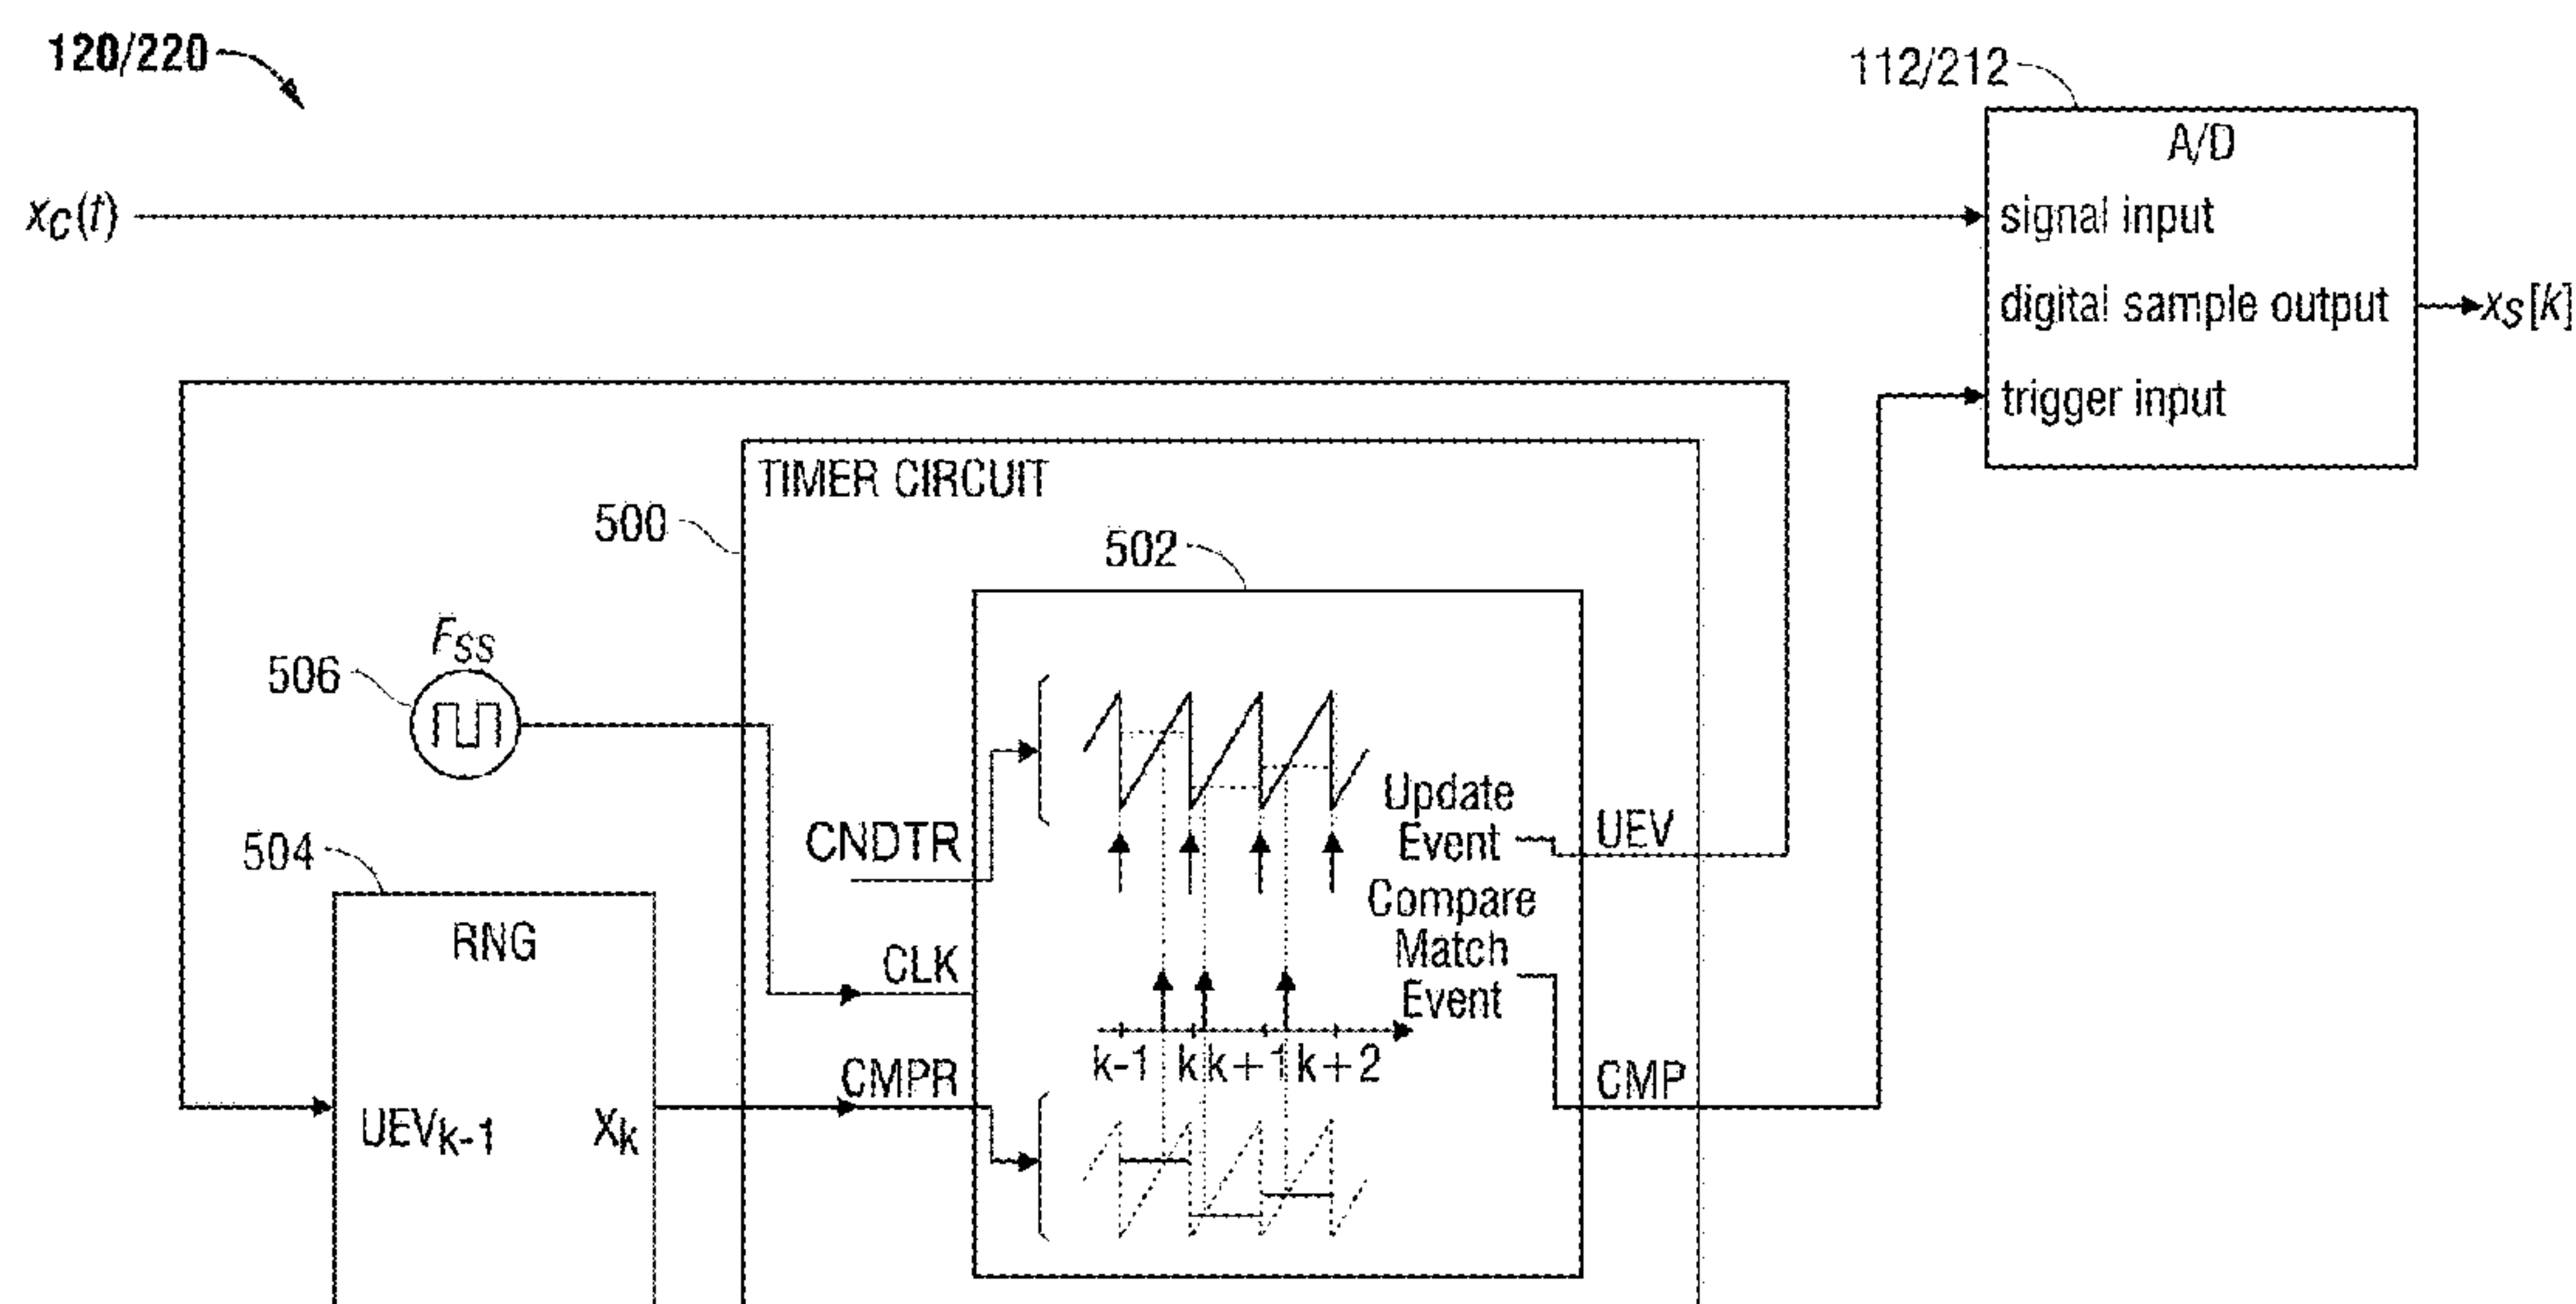 120/220
112/212
A/D
xC(t)
signal input
digital sample output
xS[k]
trigger input
TIMER CIRCUIT
500
502
FSS
506
Update
Event
UEV
CNDTR
504
Compare
Match
Event
RNG
CLK
k-1 k k+1 k+2
CMPR
CMP
UEVk-1
Xk